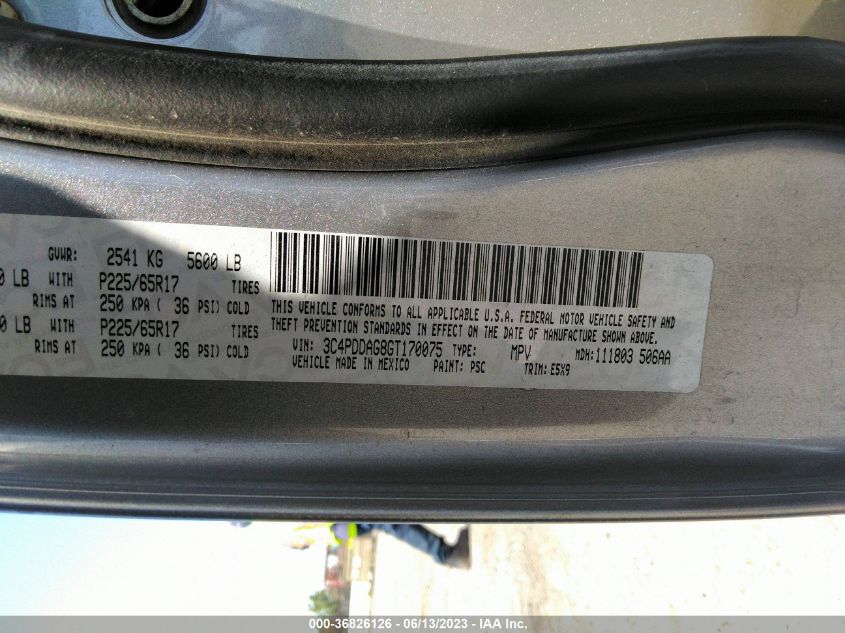 GVWR: 2541 KG 5600 LB
0 LB WITH P225/65R17 TIRES
RIMS AT 250 KPA ( 36 PSI) COLD
0 LB WITH P225/65R17 TIRES
RIMS AT 250 KPA ( 36 PSI) COLD
THIS VEHICLE CONFORMS TO ALL APPLICABLE U.S.A. FEDERAL MOTOR VEHICLE SAFETY AND
THEFT PREVENTION STANDARDS IN EFFECT ON THE DATE OF MANUFACTURE SHOWN ABOVE.
VIN: 3C4PDDAG8GT170075 TYPE: MPV MDH:111803 506AA
VEHICLE MADE IN MEXICO PAINT: PSC TRIM: E5X9
000-36826126 - 06/13/2023 - IAA Inc.